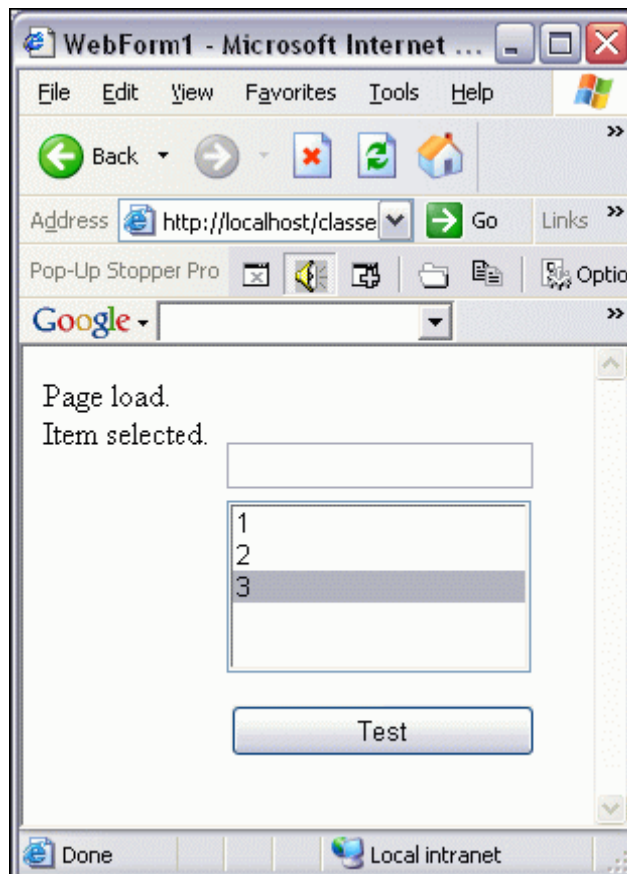 WebForm1 - Microsoft Internet ...
File Edit View Favorites Tools Help
Back
Address http://localhost/classe Go Links
Pop-Up Stopper Pro Optio
Google
Page load.
Item selected.
1
2
3
Test
Done Local intranet